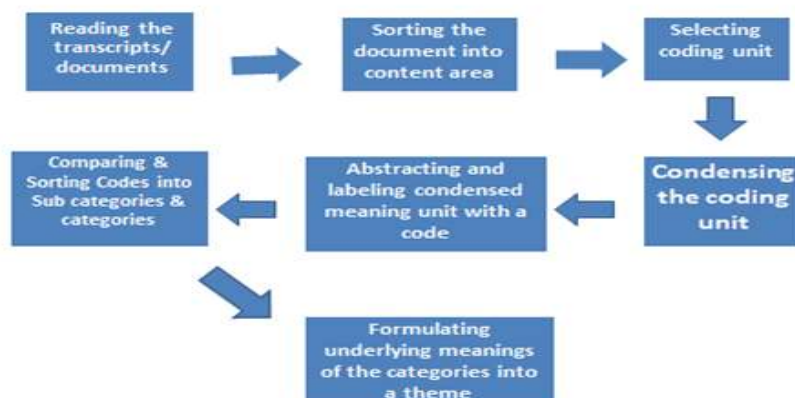 Reading the
transcripts/
documents
Sorting the
document into
content area
Selecting
coding unit
Condensing
the coding
unit
Abstracting and
labeling condensed
meaning unit with a
code
Comparing &
Sorting Codes into
Sub categories &
categories
Formulating
underlying meanings
of the categories into
a theme